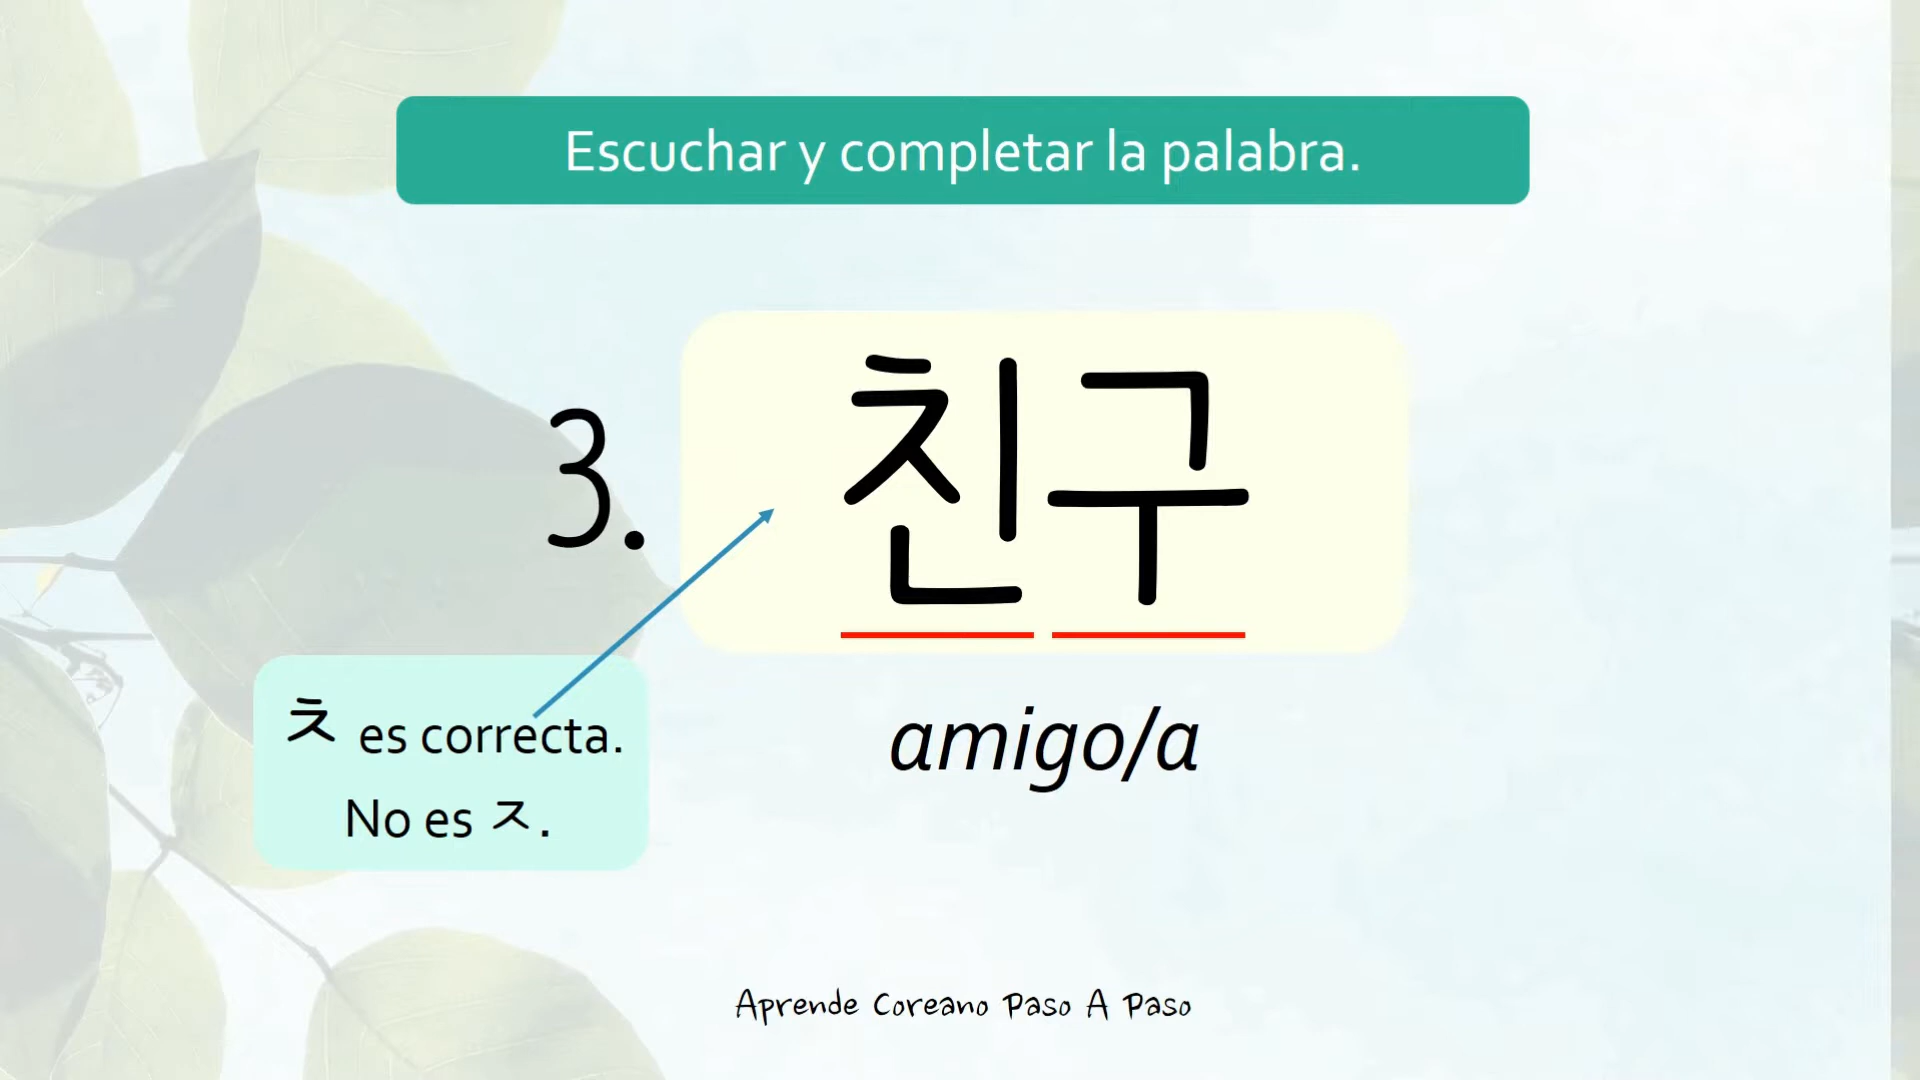 Escuchar y completar la palabra.
3. 친구
amigo/a
ㅊ es correcta.
No es ㅈ.
Aprende Coreano Paso A Paso